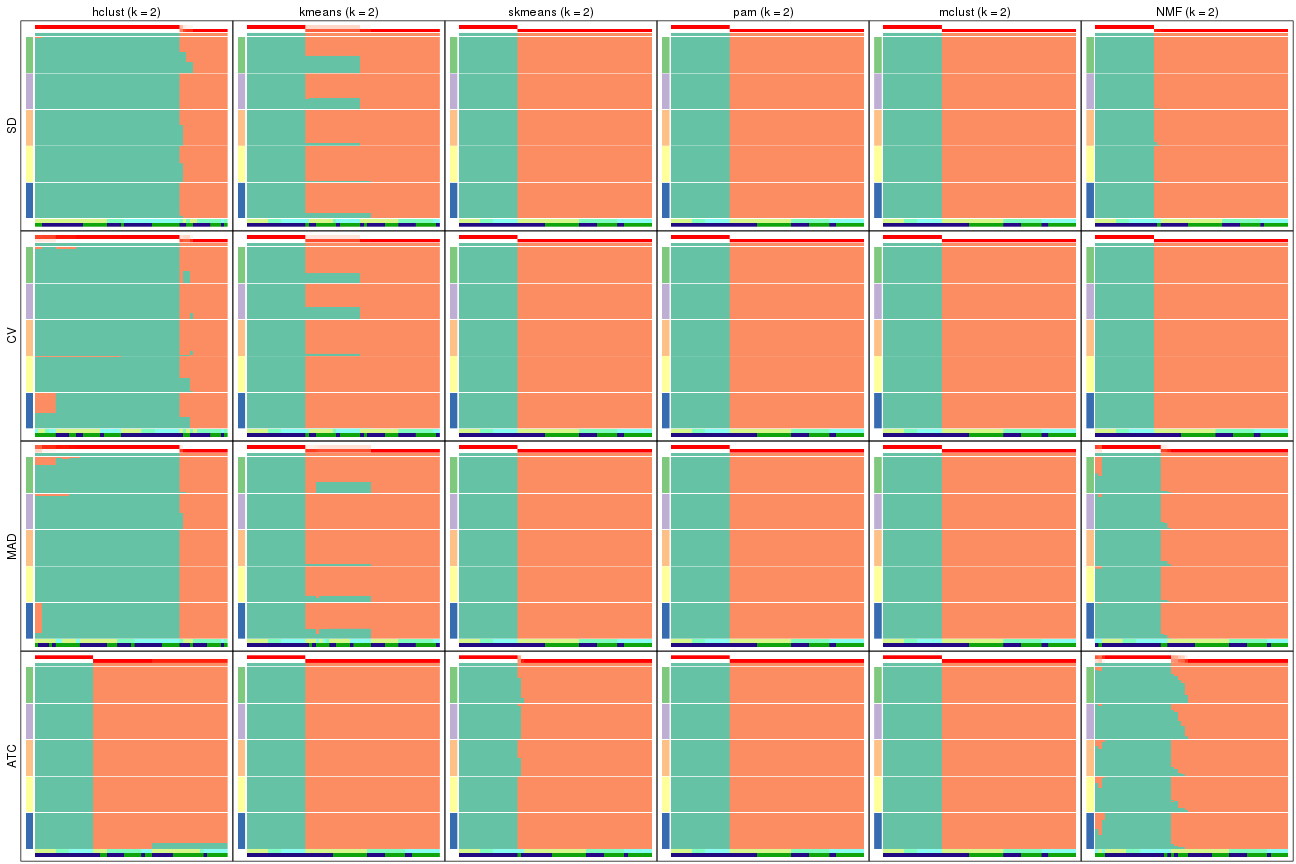 hclust (k = 2) kmeans (k = 2) skmeans (k = 2) pam (k = 2) mclust (k = 2) NMF (k = 2)
SD
CV
MAD
ATC